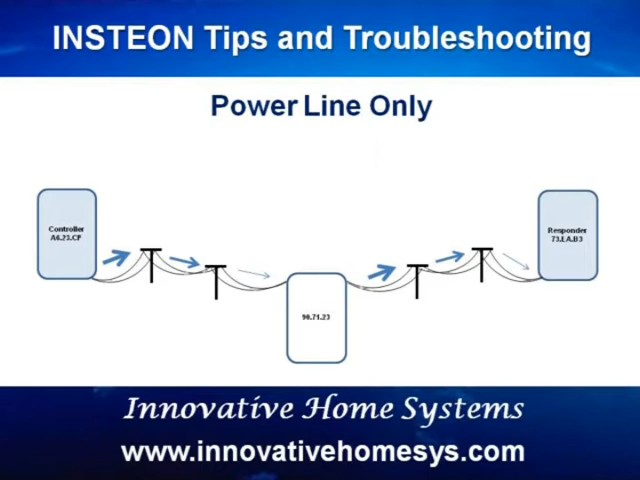 INSTEON Tips and Troubleshooting
Power Line Only
Controller
A6.23.CF
Responder
73.1A.B3
90.71.23
Innovative Home Systems
www.innovativehomesys.com